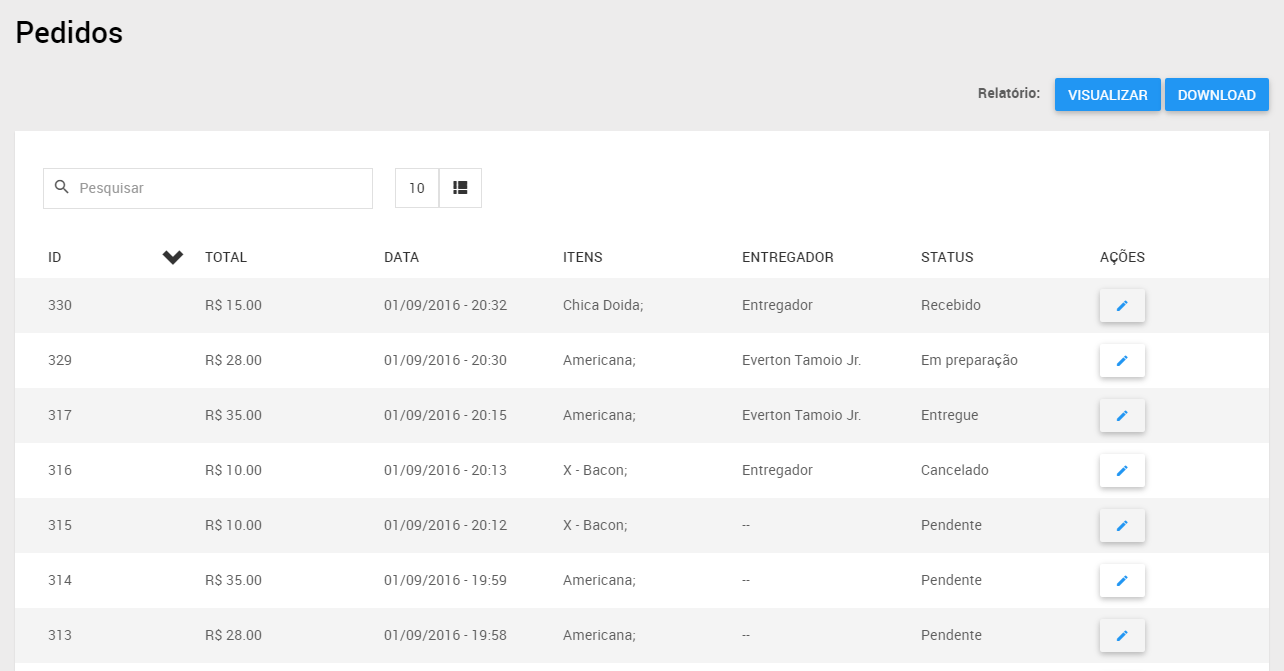 Pedidos
Relatório: VISUALIZAR DOWNLOAD
Pesquisar 10
ID TOTAL DATA ITENS ENTREGADOR STATUS AÇÕES
330 R$ 15.00 01/09/2016 - 20:32 Chica Doida; Entregador Recebido
329 R$ 28.00 01/09/2016 - 20:30 Americana; Everton Tamoio Jr. Em preparação
317 R$ 35.00 01/09/2016 - 20:15 Americana; Everton Tamoio Jr. Entregue
316 R$ 10.00 01/09/2016 - 20:13 X - Bacon; Entregador Cancelado
315 R$ 10.00 01/09/2016 - 20:12 X - Bacon; -- Pendente
314 R$ 35.00 01/09/2016 - 19:59 Americana; -- Pendente
313 R$ 28.00 01/09/2016 - 19:58 Americana; -- Pendente